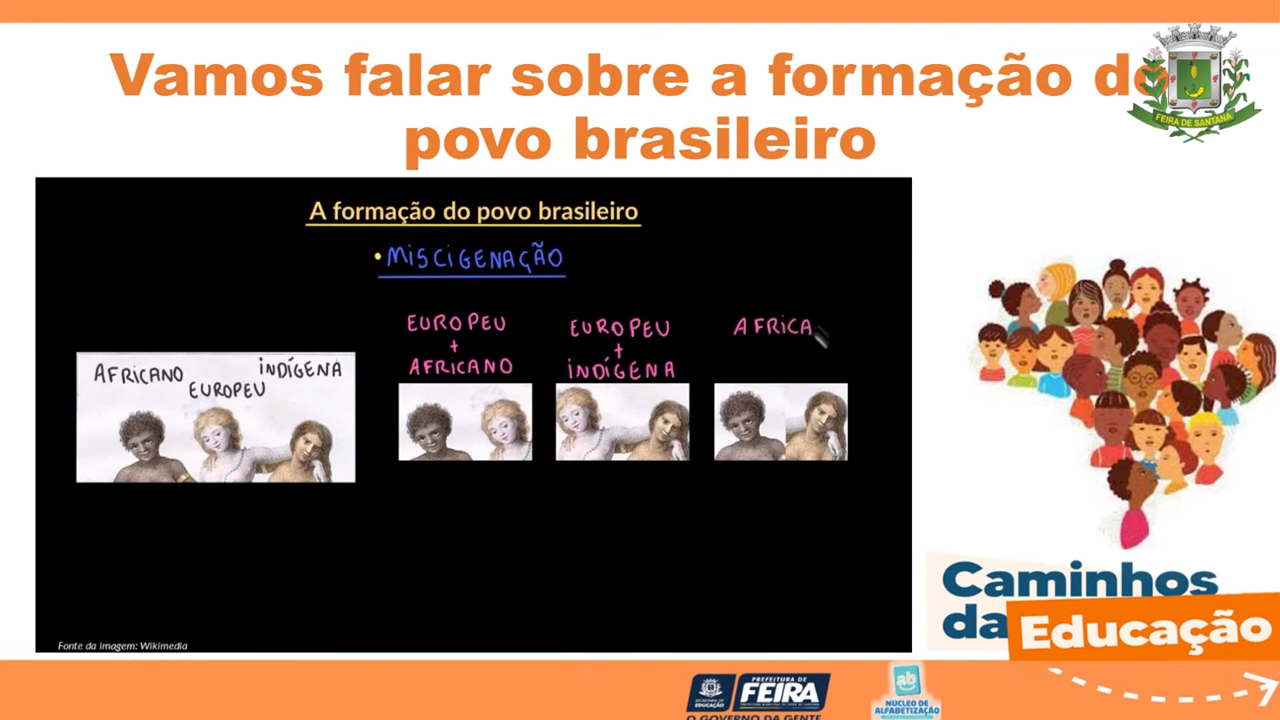 Vamos falar sobre a formação do
povo brasileiro
FEIRA DE SANTANA
A formação do povo brasileiro
• MISCIGENAÇÃO
AFRICANO
EUROPEU
INDÍGENA
EUROPEU
+
AFRICANO
EUROPEU
+
INDÍGENA
AFRICA
Fonte da imagem: Wikimedia
Caminhos
da Educação
SECRETARIA DE
EDUCAÇÃO
PREFEITURA DE
FEIRA
O GOVERNO DA GENTE
ab
NÚCLEO DE
ALFABETIZAÇÃO